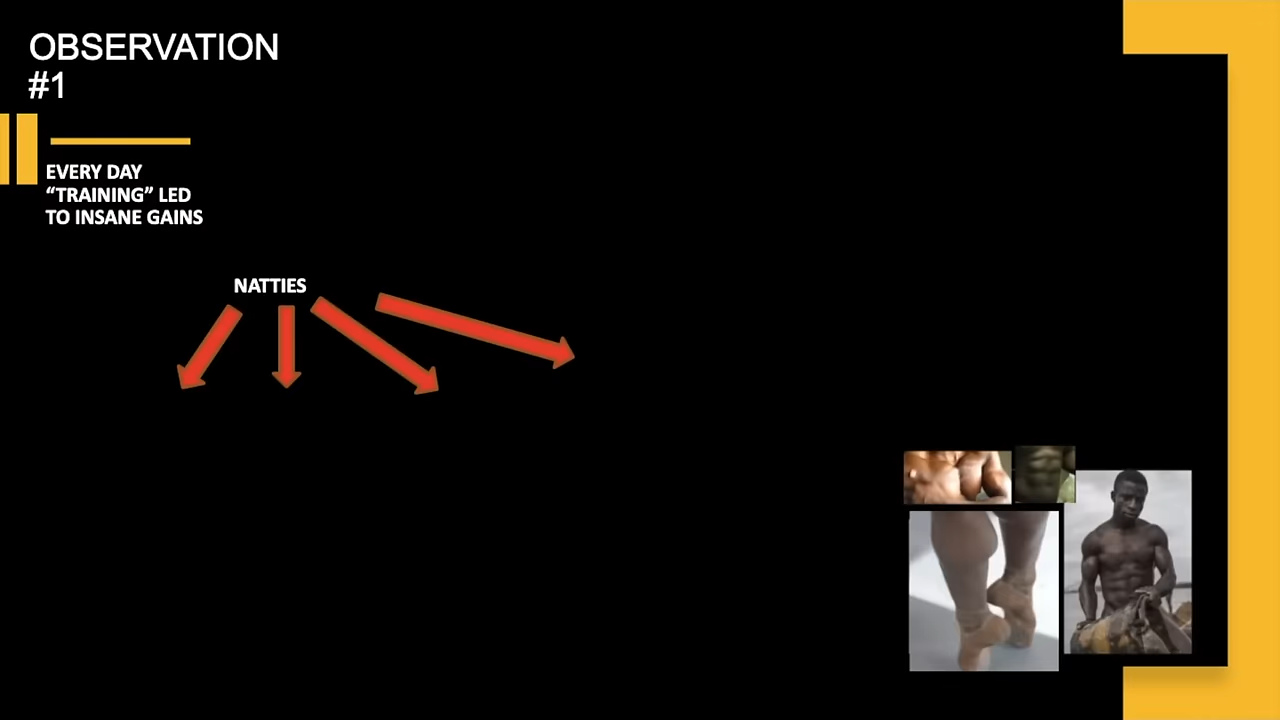 OBSERVATION
#1
EVERY DAY
“TRAINING” LED
TO INSANE GAINS
NATTIES